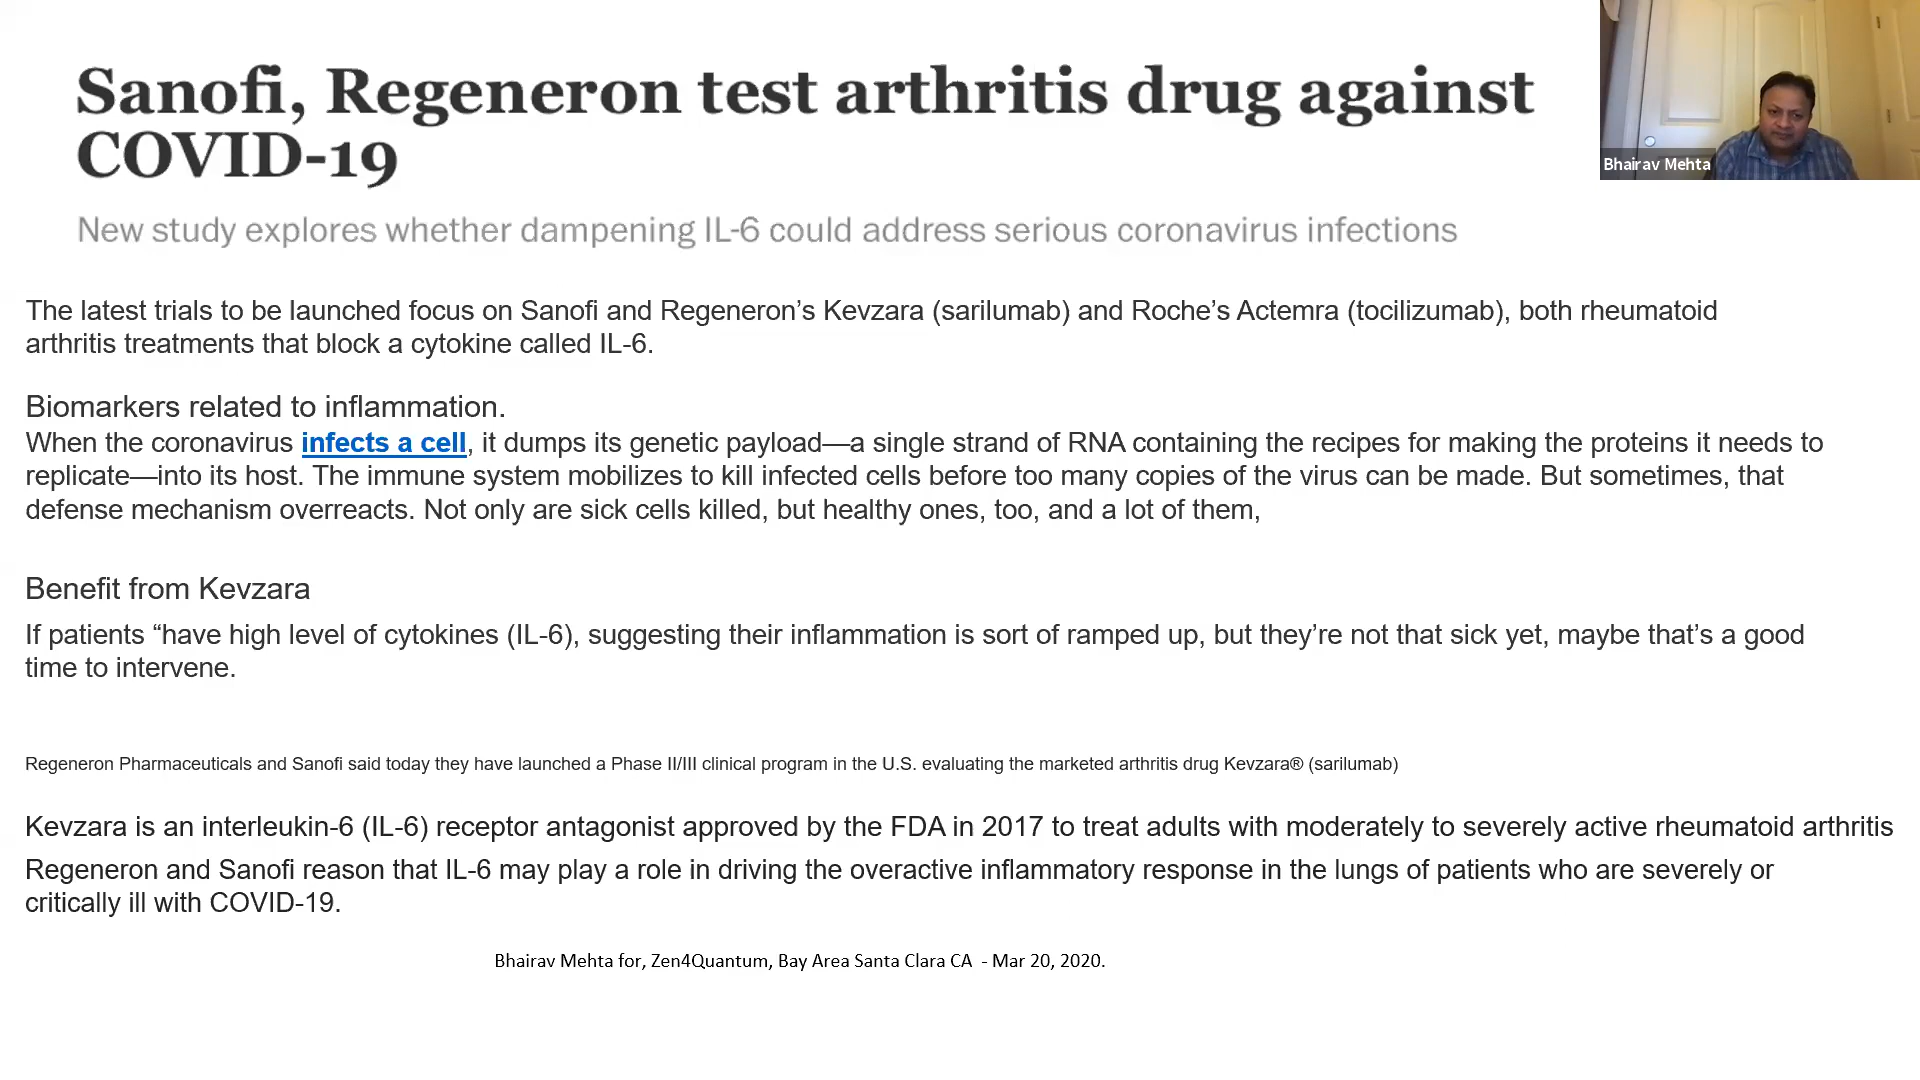 Sanofi, Regeneron test arthritis drug against
COVID-19
Bhairav Mehta
New study explores whether dampening IL-6 could address serious coronavirus infections
The latest trials to be launched focus on Sanofi and Regeneron’s Kevzara (sarilumab) and Roche’s Actemra (tocilizumab), both rheumatoid
arthritis treatments that block a cytokine called IL-6.
Biomarkers related to inflammation.
When the coronavirus infects a cell, it dumps its genetic payload—a single strand of RNA containing the recipes for making the proteins it needs to
replicate—into its host. The immune system mobilizes to kill infected cells before too many copies of the virus can be made. But sometimes, that
defense mechanism overreacts. Not only are sick cells killed, but healthy ones, too, and a lot of them,
Benefit from Kevzara
If patients “have high level of cytokines (IL-6), suggesting their inflammation is sort of ramped up, but they’re not that sick yet, maybe that’s a good
time to intervene.
Regeneron Pharmaceuticals and Sanofi said today they have launched a Phase II/III clinical program in the U.S. evaluating the marketed arthritis drug Kevzara® (sarilumab)
Kevzara is an interleukin-6 (IL-6) receptor antagonist approved by the FDA in 2017 to treat adults with moderately to severely active rheumatoid arthritis
Regeneron and Sanofi reason that IL-6 may play a role in driving the overactive inflammatory response in the lungs of patients who are severely or
critically ill with COVID-19.
Bhairav Mehta for, Zen4Quantum, Bay Area Santa Clara CA - Mar 20, 2020.